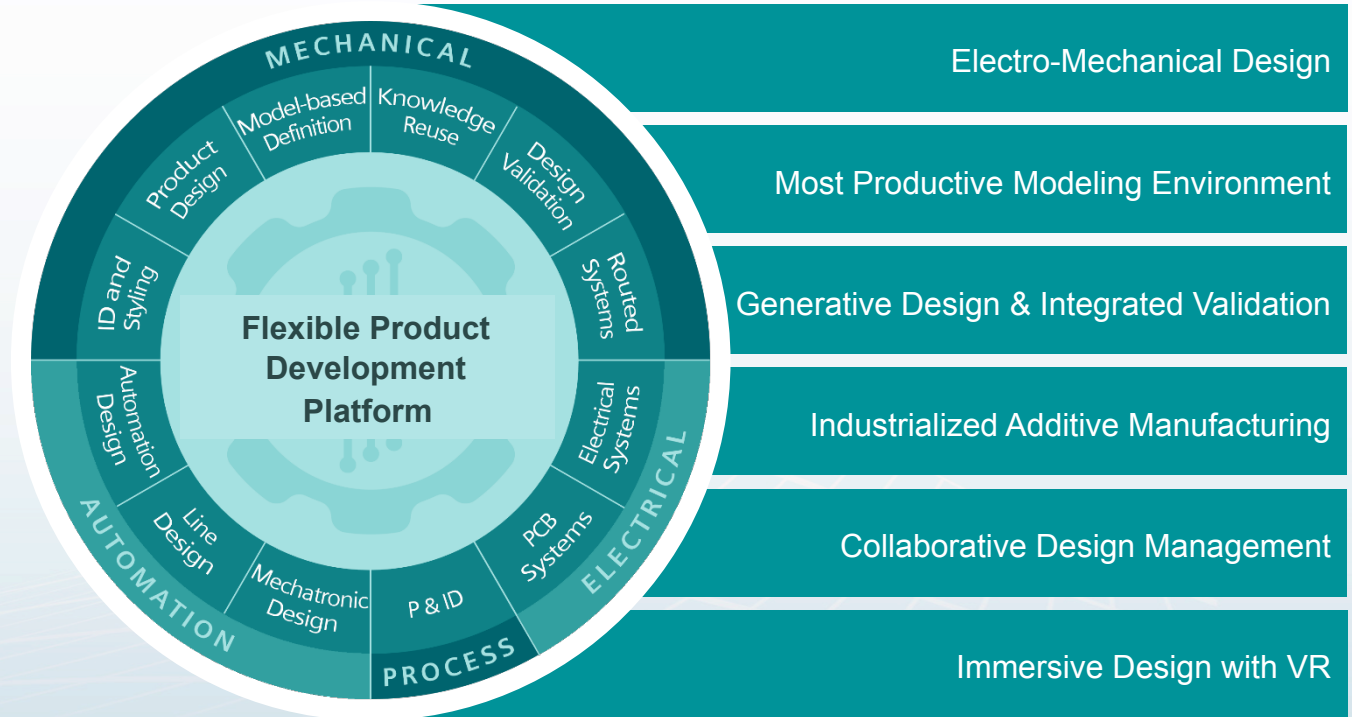 MECHANICAL
Model-based
Definition
Knowledge
Reuse
Design
Validation
Routed
Systems
Electrical
Systems
PCB
Systems
P & ID
Mechatronic
Design
Line
Design
Automation
Design
ID and
Styling
Product
Design
ELECTRICAL
PROCESS
AUTOMATION
Flexible Product
Development
Platform
Electro-Mechanical Design
Most Productive Modeling Environment
Generative Design & Integrated Validation
Industrialized Additive Manufacturing
Collaborative Design Management
Immersive Design with VR